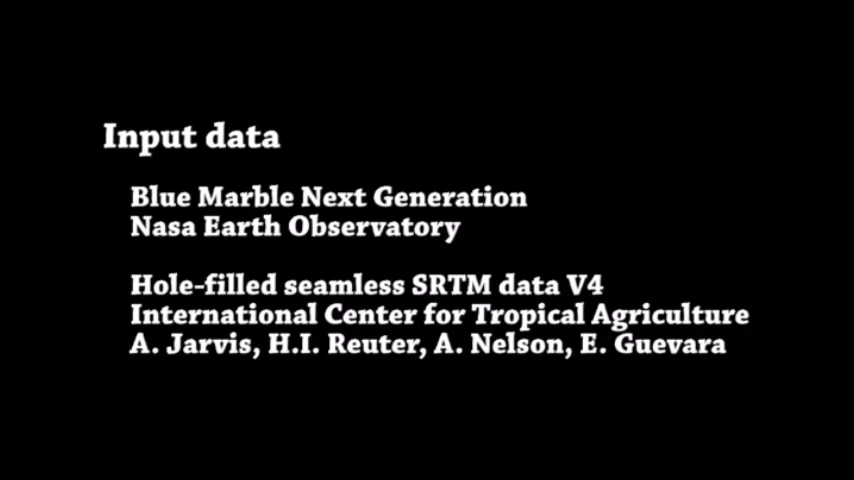 Input data
Blue Marble Next Generation
Nasa Earth Observatory
Hole-filled seamless SRTM data V4
International Center for Tropical Agriculture
A. Jarvis, H.I. Reuter, A. Nelson, E. Guevara